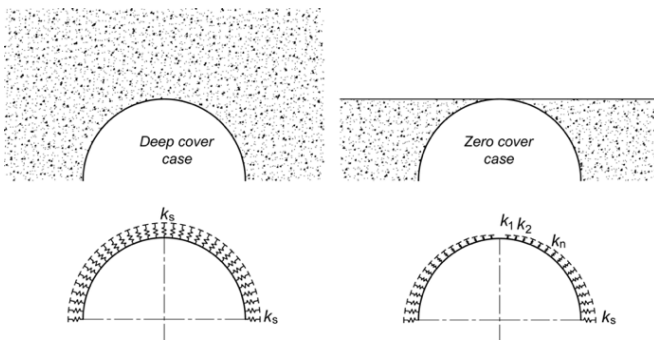 Deep cover
case
Zero cover
case
ks
ks
k1 k2
kn
ks